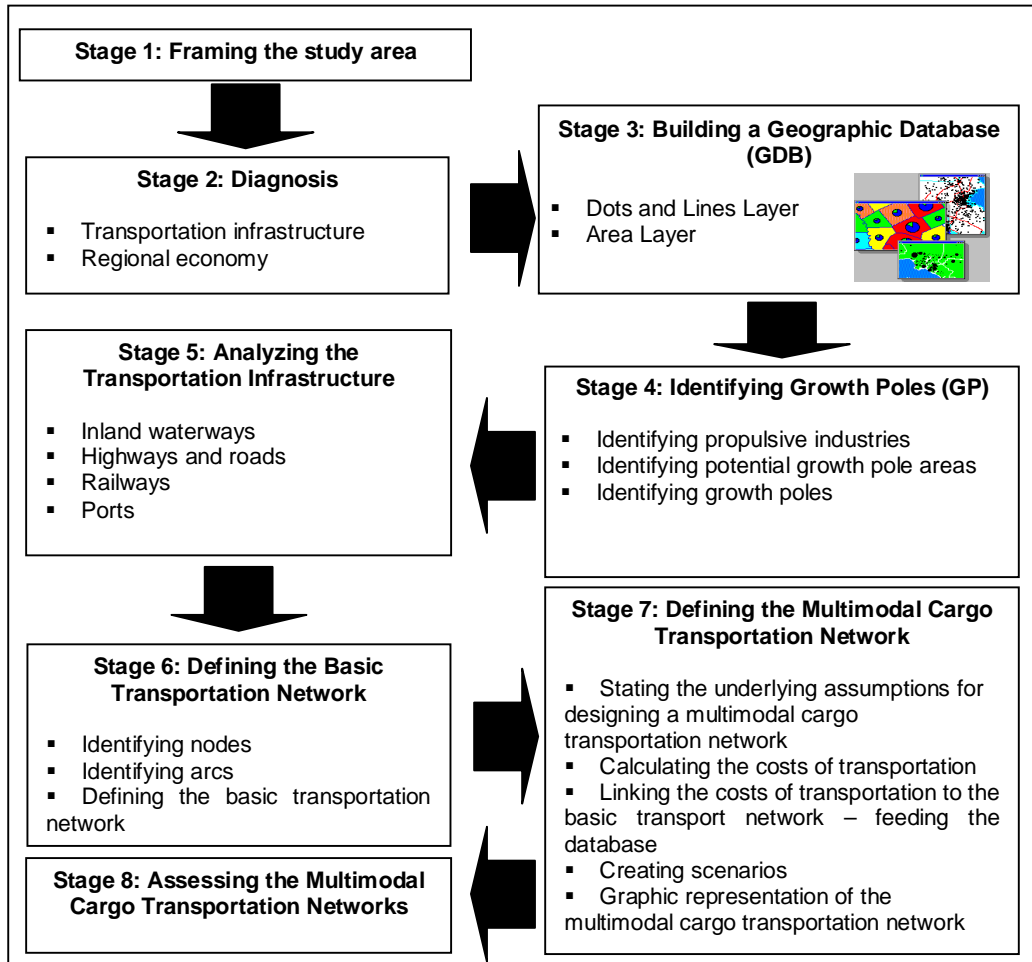 Stage 1: Framing the study area
Stage 2: Diagnosis
▪ Transportation infrastructure
▪ Regional economy
Stage 3: Building a Geographic Database
(GDB)
▪ Dots and Lines Layer
▪ Area Layer
Stage 4: Identifying Growth Poles (GP)
▪ Identifying propulsive industries
▪ Identifying potential growth pole areas
▪ Identifying growth poles
Stage 5: Analyzing the
Transportation Infrastructure
▪ Inland waterways
▪ Highways and roads
▪ Railways
▪ Ports
Stage 6: Defining the Basic
Transportation Network
▪ Identifying nodes
▪ Identifying arcs
▪ Defining the basic transportation
network
Stage 7: Defining the Multimodal Cargo
Transportation Network
▪ Stating the underlying assumptions for
designing a multimodal cargo
transportation network
▪ Calculating the costs of transportation
▪ Linking the costs of transportation to the
basic transport network – feeding the
database
▪ Creating scenarios
▪ Graphic representation of the
multimodal cargo transportation network
Stage 8: Assessing the Multimodal
Cargo Transportation Networks